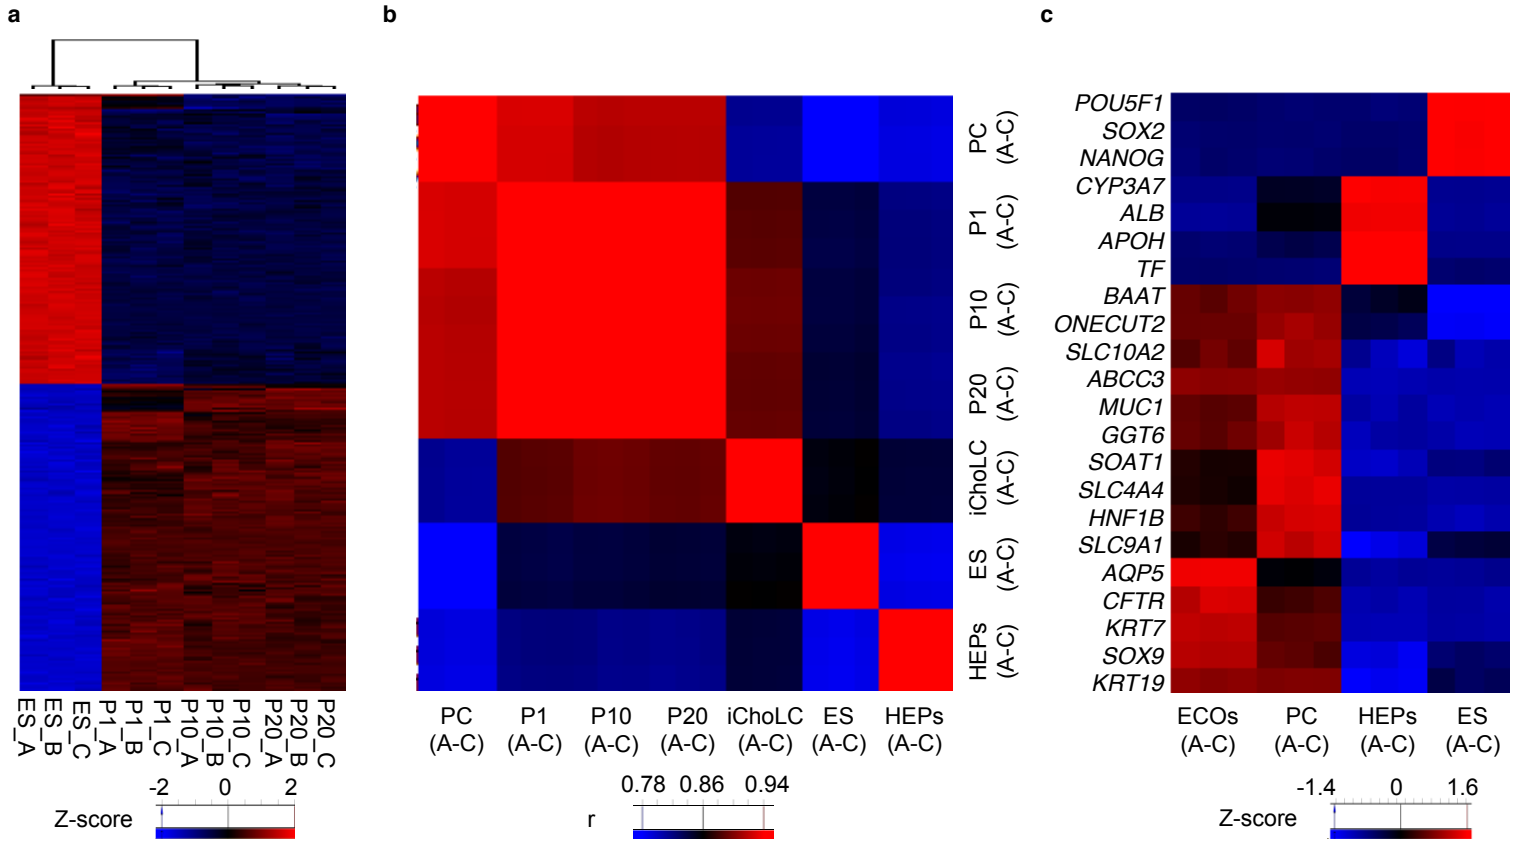 a
ES_A
ES_B
ES_C
P1_A
P1_B
P1_C
P10_A
P10_B
P10_C
P20_A
P20_B
P20_C
-2 0 2
Z-score
b
PC
(A-C)
P1
(A-C)
P10
(A-C)
P20
(A-C)
iChoLC
(A-C)
ES
(A-C)
HEPs
(A-C)
PC P1 P10 P20 iChoLC ES HEPs
(A-C) (A-C) (A-C) (A-C) (A-C) (A-C) (A-C)
0.78 0.86 0.94
r
c
POU5F1
SOX2
NANOG
CYP3A7
ALB
APOH
TF
BAAT
ONECUT2
SLC10A2
ABCC3
MUC1
GGT6
SOAT1
SLC4A4
HNF1B
SLC9A1
AQP5
CFTR
KRT7
SOX9
KRT19
ECOs PC HEPs ES
(A-C) (A-C) (A-C) (A-C)
-1.4 0 1.6
Z-score